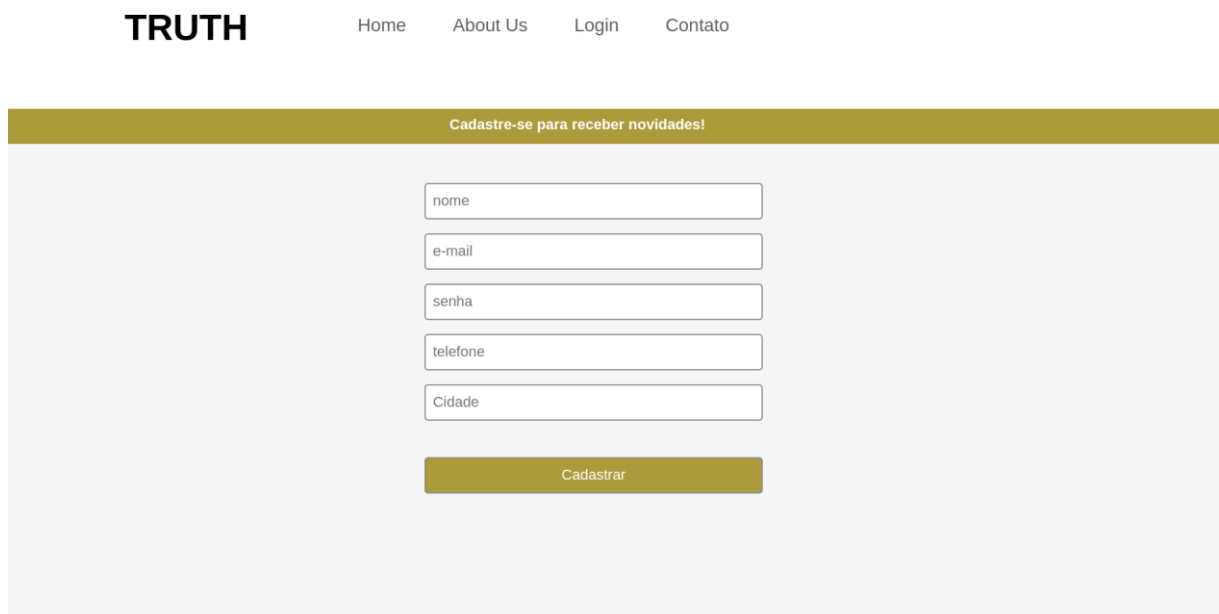 TRUTH Home About Us Login Contato
Cadastre-se para receber novidades!
nome
e-mail
senha
telefone
Cidade
Cadastrar